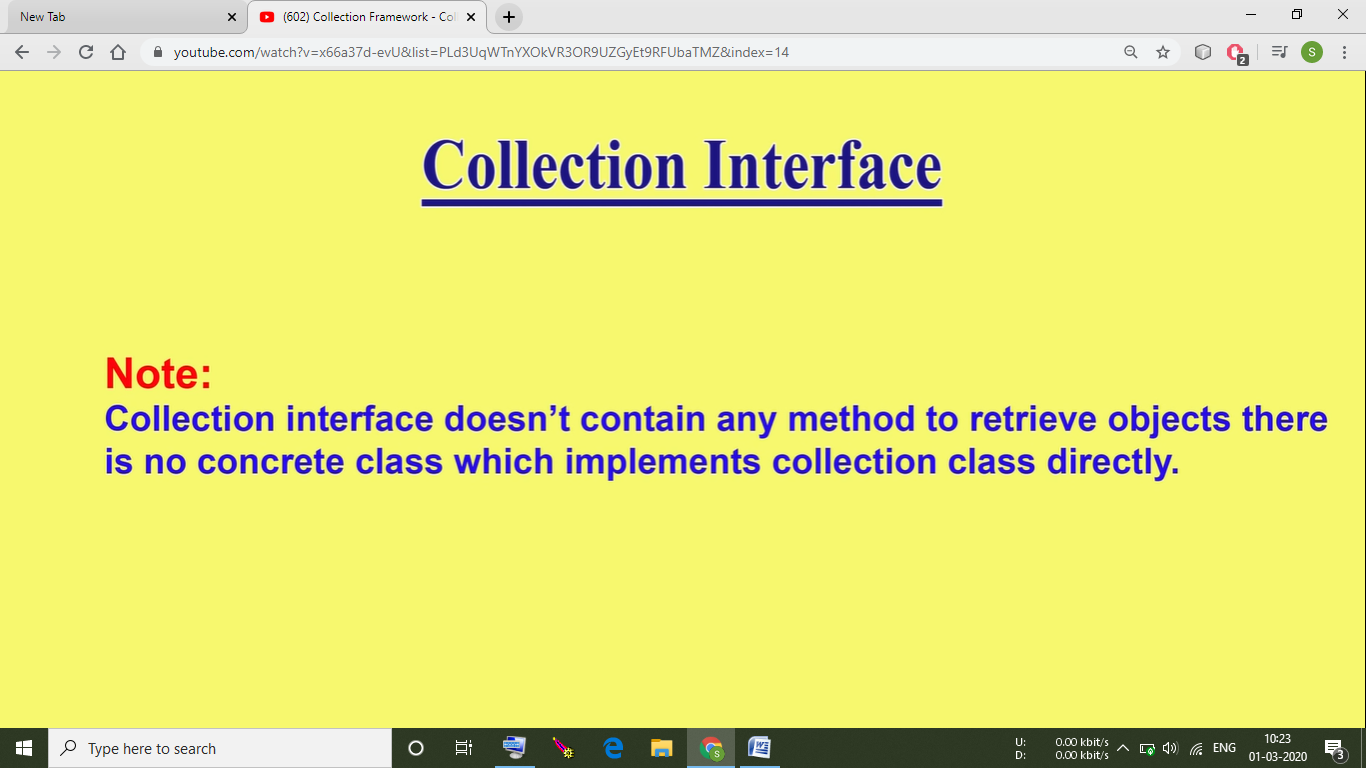 New Tab
(602) Collection Framework - Col
youtube.com/watch?v=x66a37d-evU&list=PLd3UqWTnYXOkVR3OR9UZGyEt9RFUbaTMZ&index=14
2
S
Collection Interface
Note:
Collection interface doesn’t contain any method to retrieve objects there
is no concrete class which implements collection class directly.
Type here to search
S
W
U: 0.00 kbit/s
D: 0.00 kbit/s
ENG
10:23
01-03-2020
3